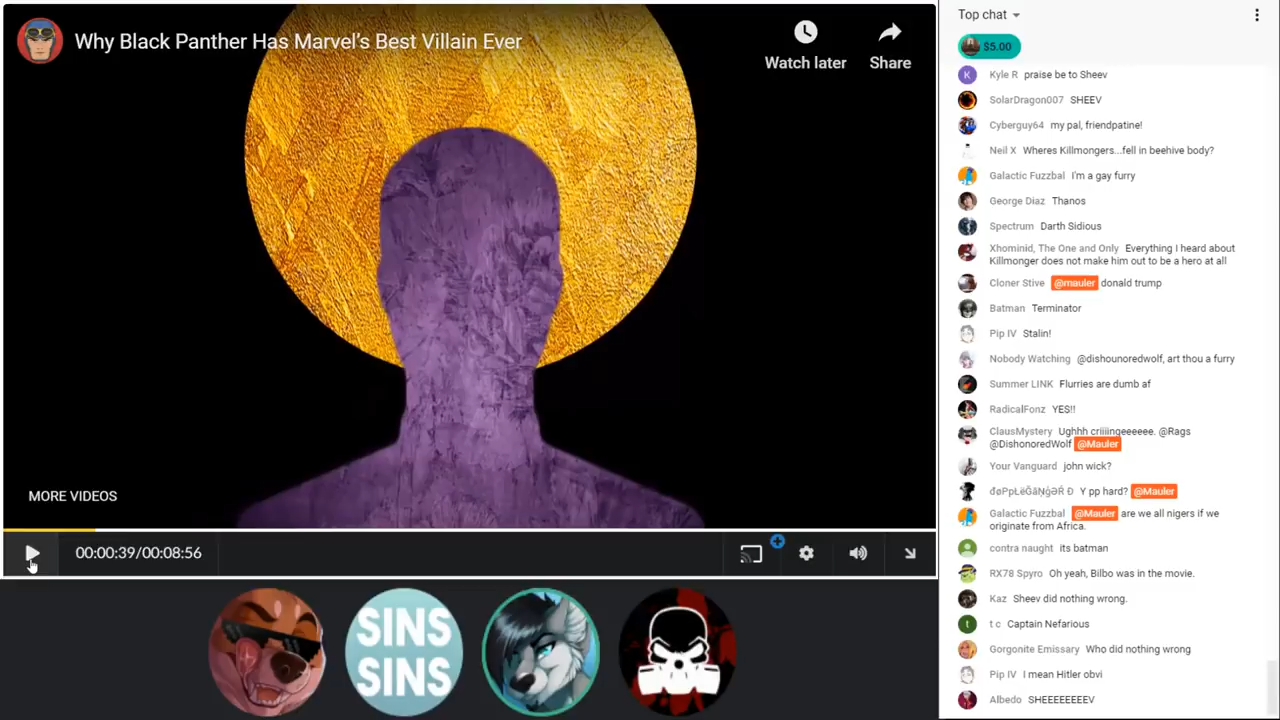 Why Black Panther Has Marvel's Best Villain Ever
Watch later
Share
MORE VIDEOS
00:00:39/00:08:56
SINS
SINS
Top chat
$5.00
K
Kyle R praise be to Sheev
SolarDragon007 SHEEV
Cyberguy64 my pal, friendpatine!
Neil X Wheres Killmongers...fell in beehive body?
Galactic Fuzzbal I'm a gay furry
George Diaz Thanos
Spectrum Darth Sidious
Xhominid, The One and Only Everything I heard about
Killmonger does not make him out to be a hero at all
Cloner Stive @mauler donald trump
Batman Terminator
Pip IV Stalin!
Nobody Watching @dishounoredwolf, art thou a furry
Summer LINK Flurries are dumb af
RadicalFonz YES!!
ClausMystery Ughhh criiingeeeeee. @Rags
@DishonoredWolf @Mauler
Your Vanguard john wick?
Y pp hard? @Mauler
Galactic Fuzzbal @Mauler are we all nigers if we
originate from Africa.
contra naught its batman
RX78 Spyro Oh yeah, Bilbo was in the movie.
Kaz Sheev did nothing wrong.
t
t c Captain Nefarious
Gorgonite Emissary Who did nothing wrong
Pip IV I mean Hitler obvi
Albedo SHEEEEEEEEV